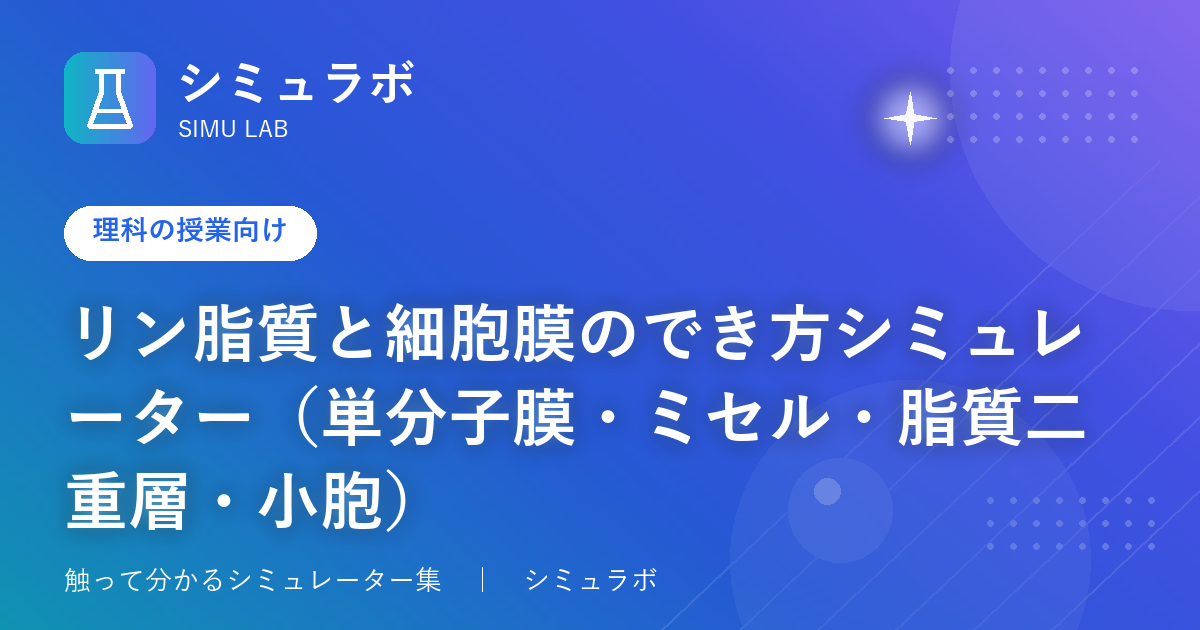 シミュラボ
SIMU LAB
理科の授業向け
リン脂質と細胞膜のでき方シミュレ
ーター（単分子膜・ミセル・脂質二
重層・小胞）
触って分かるシミュレーター集 ｜ シミュラボ